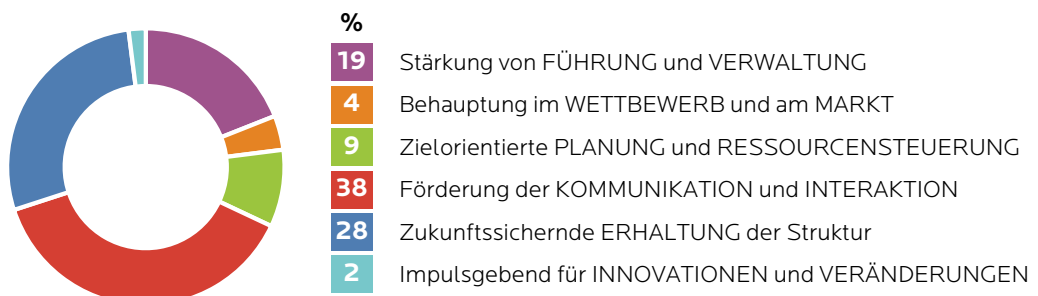 %
19 Stärkung von FÜHRUNG und VERWALTUNG
4 Behauptung im WETTBEWERB und am MARKT
9 Zielorientierte PLANUNG und RESSOURCENSTEUERUNG
38 Förderung der KOMMUNIKATION und INTERAKTION
28 Zukunftssichernde ERHALTUNG der Struktur
2 Impulsgebend für INNOVATIONEN und VERÄNDERUNGEN